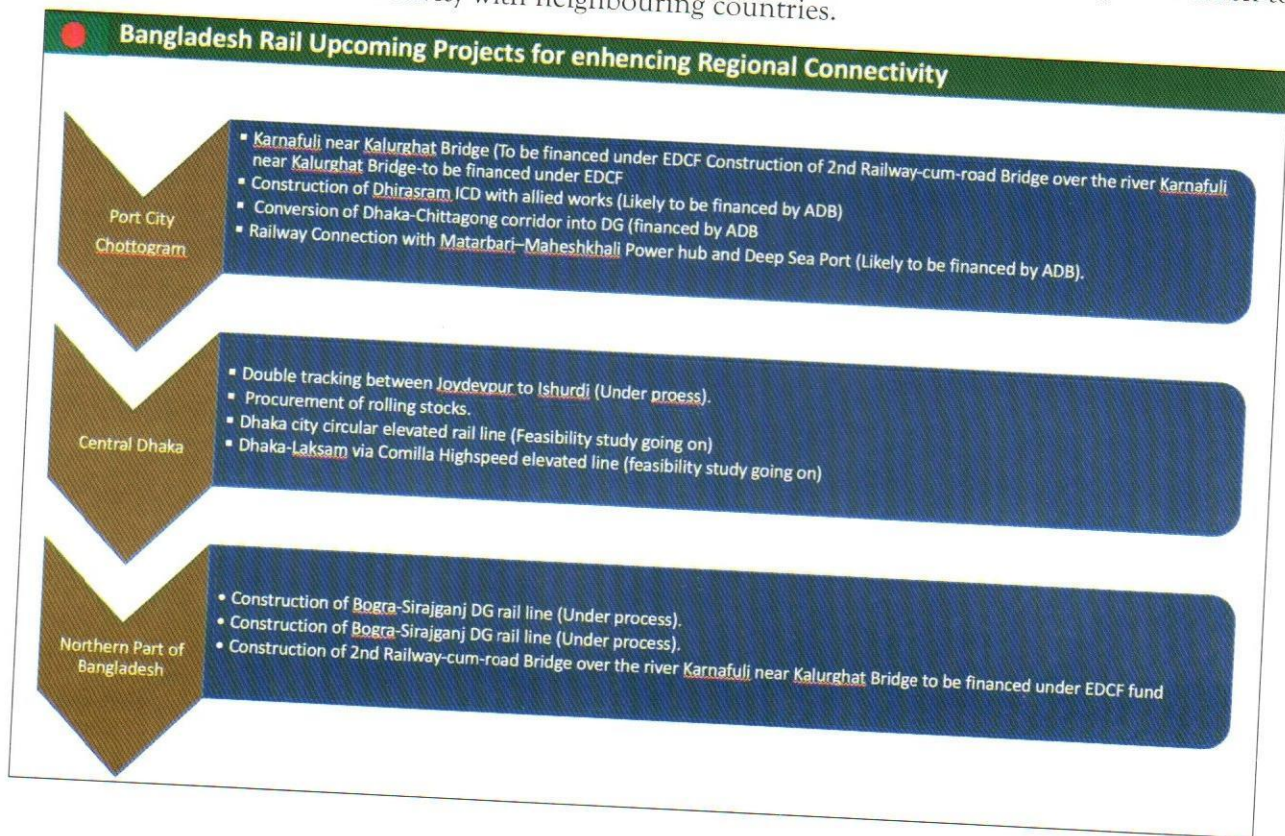 with neighbouring countries.
Bangladesh Rail Upcoming Projects for enhencing Regional Connectivity
Port City
Chottogram
▪ Karnafuli near Kalurghat Bridge (To be financed under EDCF Construction of 2nd Railway-cum-road Bridge over the river Karnafuli
near Kalurghat Bridge-to be financed under EDCF
▪ Construction of Dhirasram ICD with allied works (Likely to be financed by ADB)
▪ Conversion of Dhaka-Chittagong corridor into DG (financed by ADB
▪ Railway Connection with Matarbari–Maheshkhali Power hub and Deep Sea Port (Likely to be financed by ADB).
Central Dhaka
▪ Double tracking between Joydevpur to Ishurdi (Under proess).
▪ Procurement of rolling stocks.
▪ Dhaka city circular elevated rail line (Feasibility study going on)
▪ Dhaka-Laksam via Comilla Highspeed elevated line (feasibility study going on)
Northern Part of
Bangladesh
• Construction of Bogra-Sirajganj DG rail line (Under process).
• Construction of Bogra-Sirajganj DG rail line (Under process).
• Construction of 2nd Railway-cum-road Bridge over the river Karnafuli near Kalurghat Bridge to be financed under EDCF fund